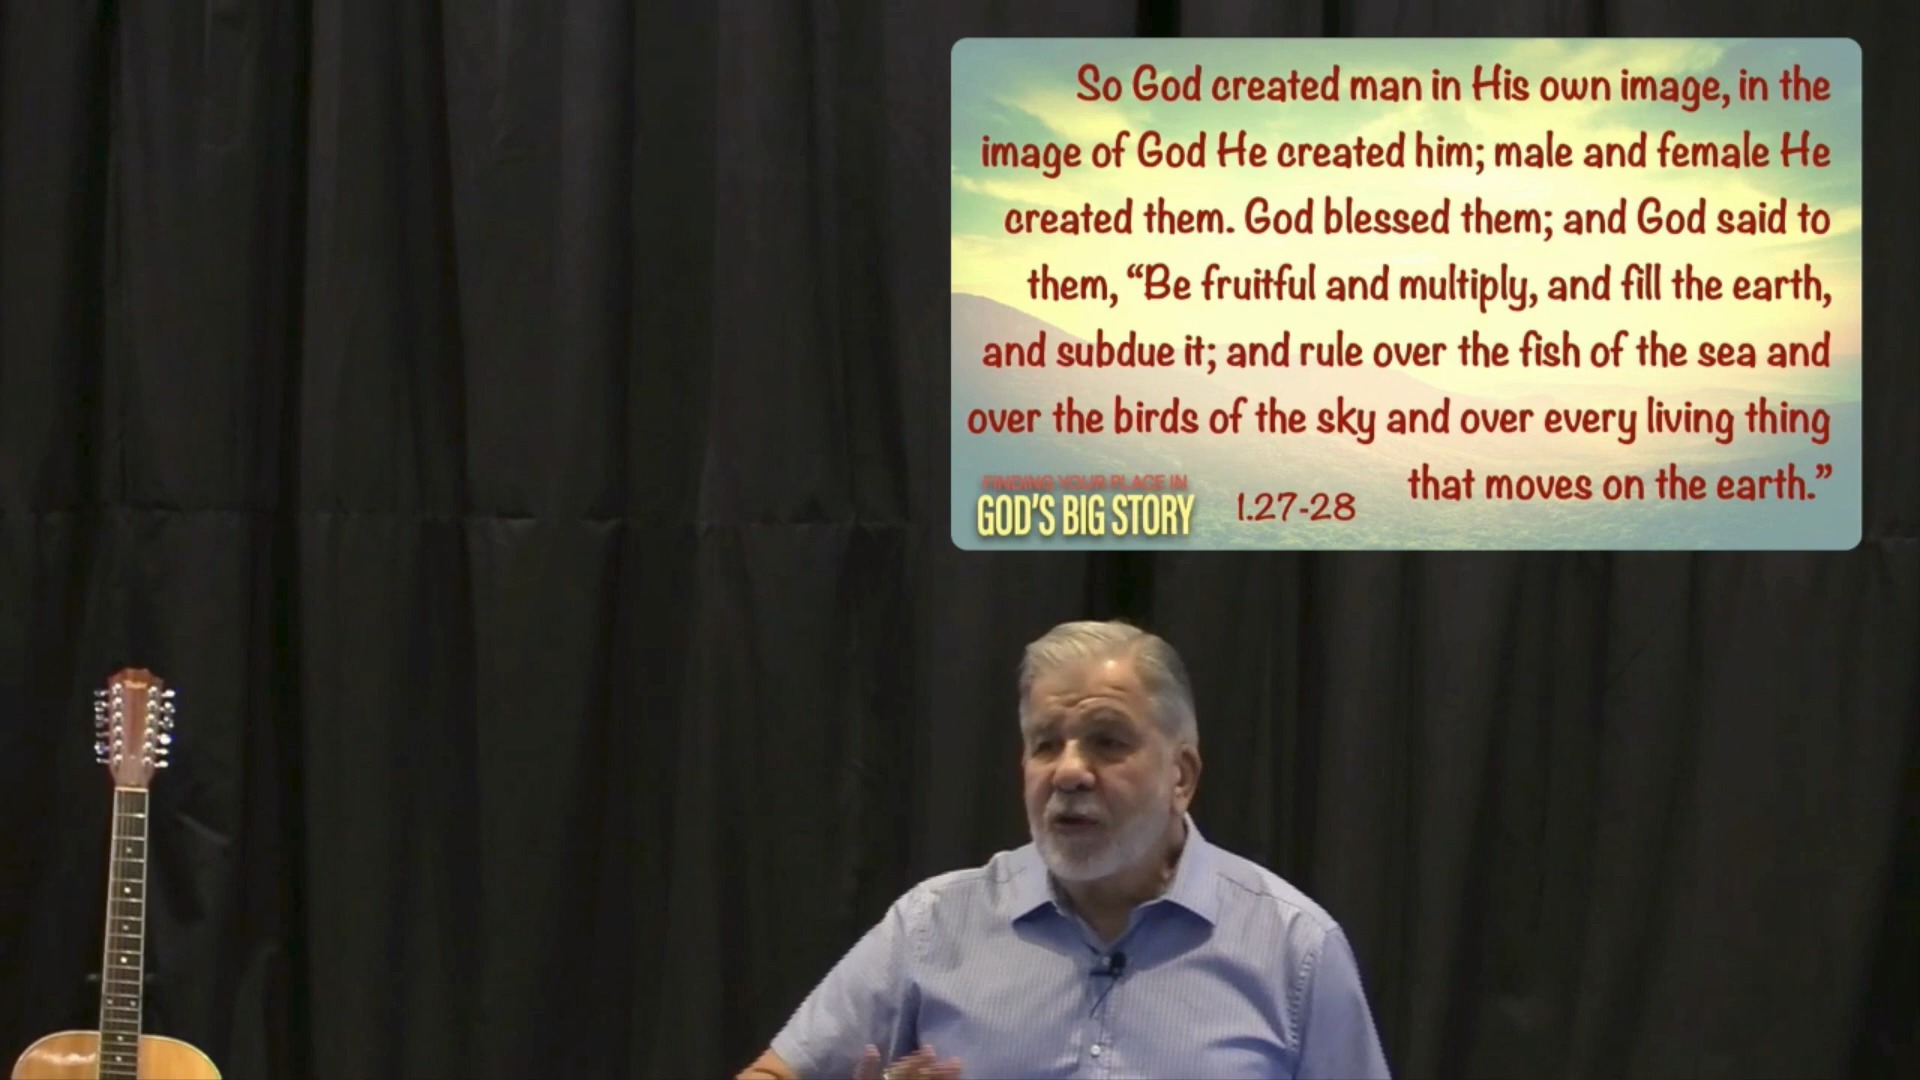 So God created man in His own image, in the
image of God He created him; male and female He
created them. God blessed them; and God said to
them, “Be fruitful and multiply, and fill the earth,
and subdue it; and rule over the fish of the sea and
over the birds of the sky and over every living thing
that moves on the earth.”
FINDING YOUR PLACE IN
GOD'S BIG STORY
1.27-28